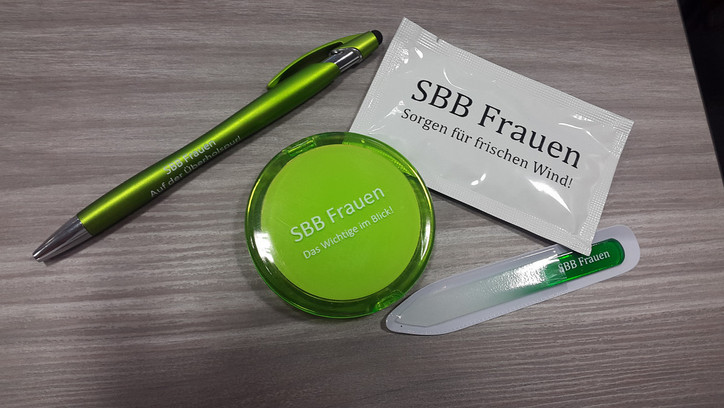 SBB Frauen
Auf der Überholspur!
SBB Frauen
Das Wichtige im Blick!
SBB Frauen
Sorgen für frischen Wind!
SBB Frauen